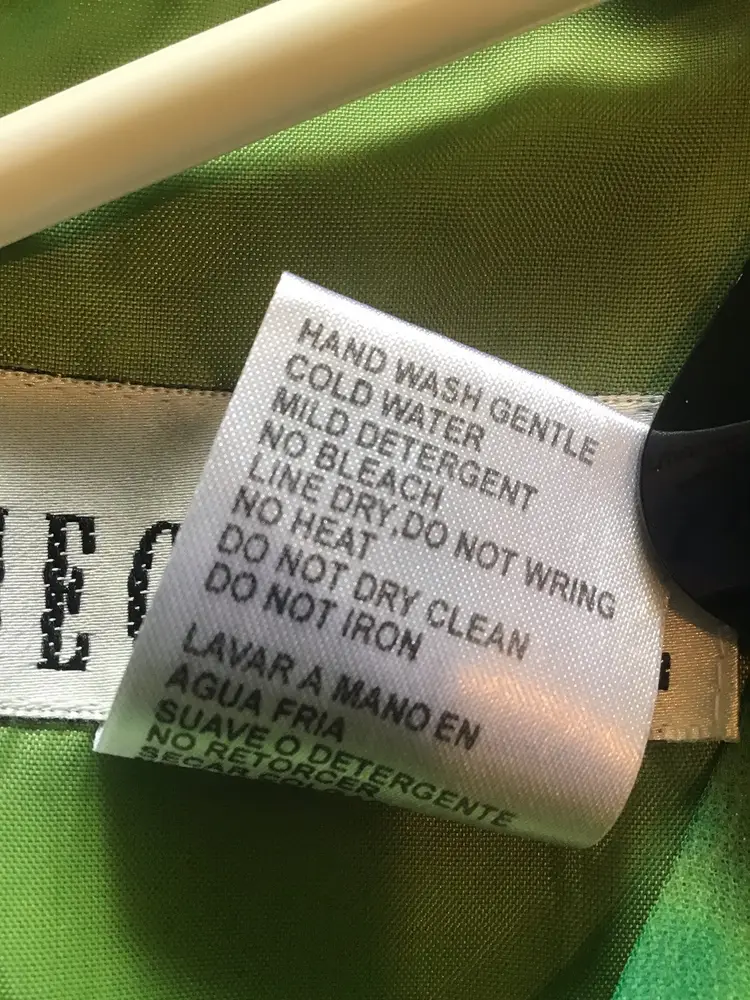 HAND WASH GENTLE
COLD WATER
MILD DETERGENT
NO BLEACH
LINE DRY,DO NOT WRING
NO HEAT
DO NOT DRY CLEAN
DO NOT IRON
LAVAR A MANO EN
AGUA FRIA
SUAVE O DETERGENTE
NO RETORCER
SECAR